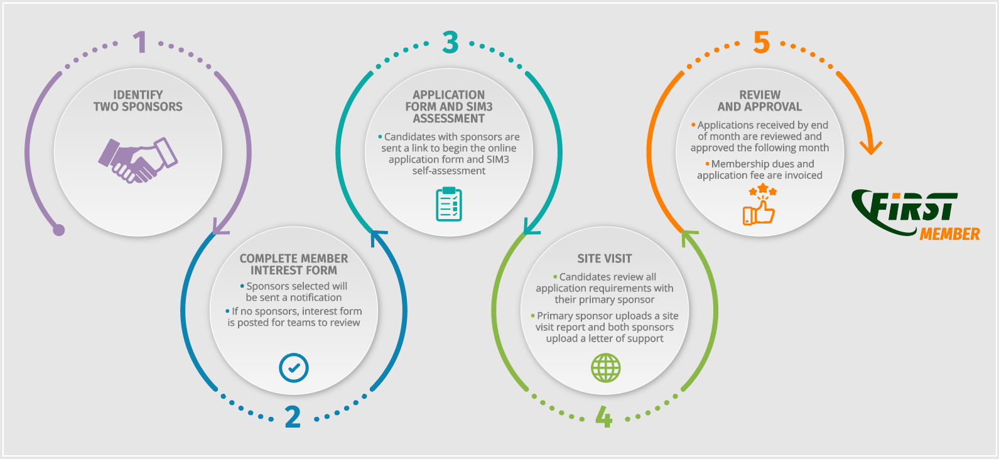 1
IDENTIFY
TWO SPONSORS
2
COMPLETE MEMBER
INTEREST FORM
• Sponsors selected will
be sent a notification
• If no sponsors, interest form
is posted for teams to review
3
APPLICATION
FORM AND SIM3
ASSESSMENT
• Candidates with sponsors are
sent a link to begin the online
application form and SIM3
self-assessment
4
SITE VISIT
• Candidates review all
application requirements with
their primary sponsor
• Primary sponsor uploads a site
visit report and both sponsors
upload a letter of support
5
REVIEW
AND APPROVAL
• Applications received by end
of month are reviewed and
approved the following month
• Membership dues and
application fee are invoiced
FiRST
MEMBER